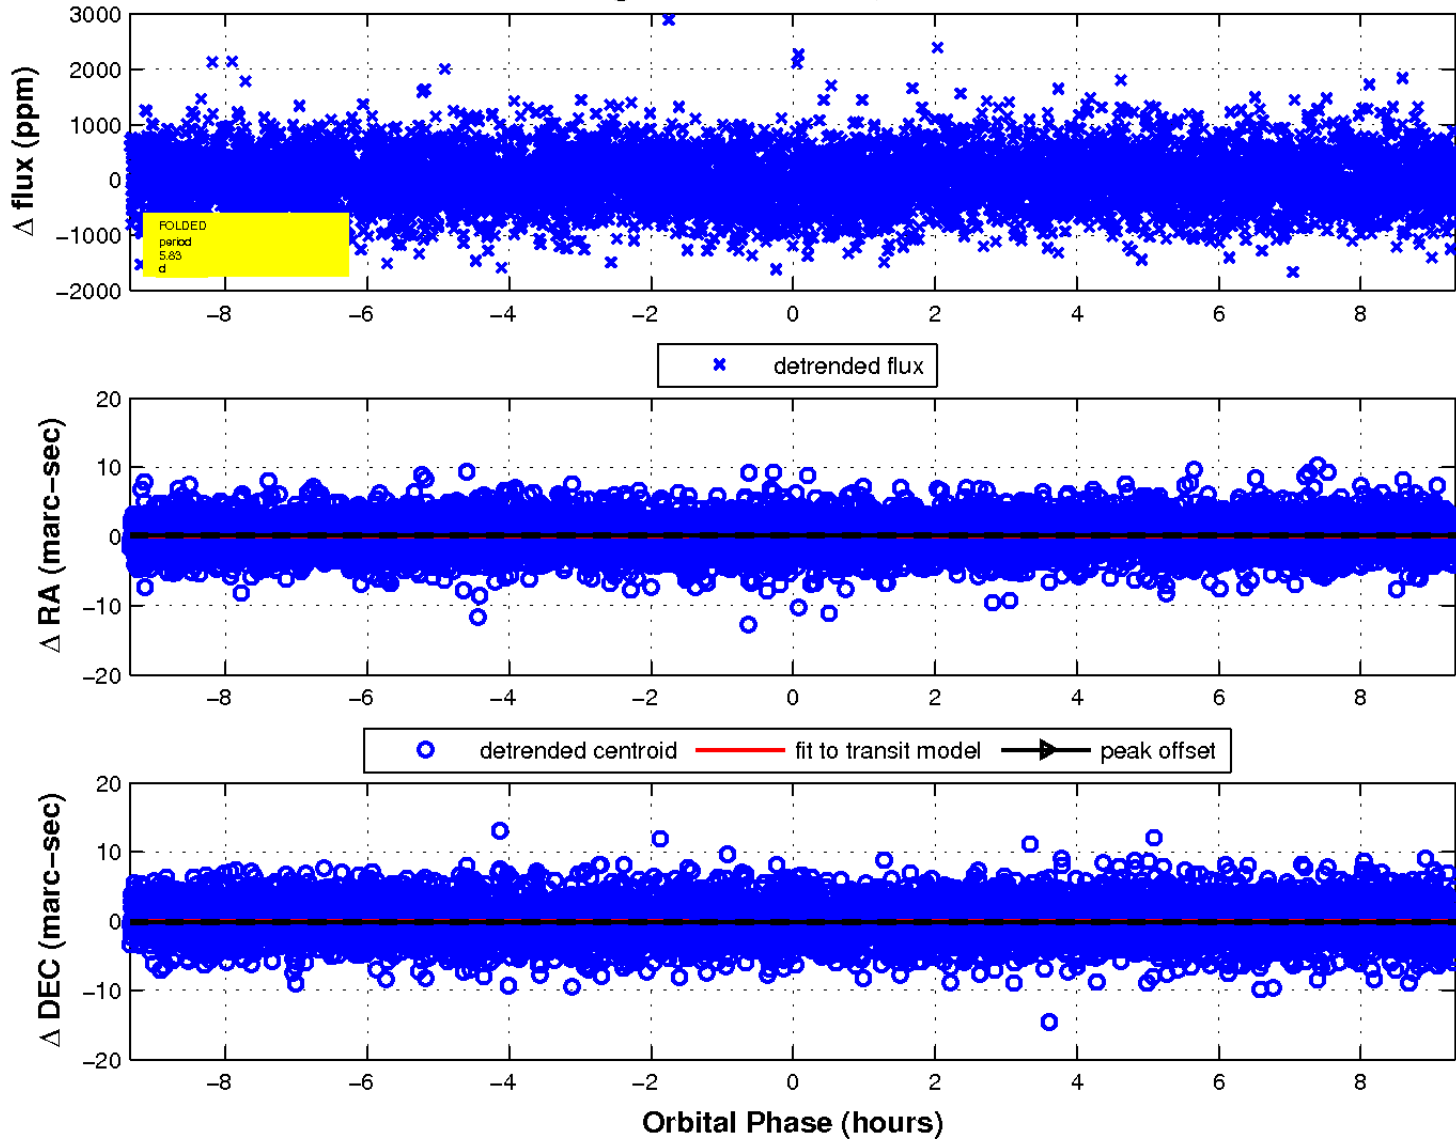 3000
2000
1000
0
−1000
−2000
Δ flux (ppm)
FOLDED
period
5.83
d
−8 −6 −4 −2 0 2 4 6 8
detrended flux
20
10
0
−10
−20
Δ RA (marc−sec)
−8 −6 −4 −2 0 2 4 6 8
detrended centroid fit to transit model peak offset
20
10
0
−10
−20
Δ DEC (marc−sec)
−8 −6 −4 −2 0 2 4 6 8
Orbital Phase (hours)